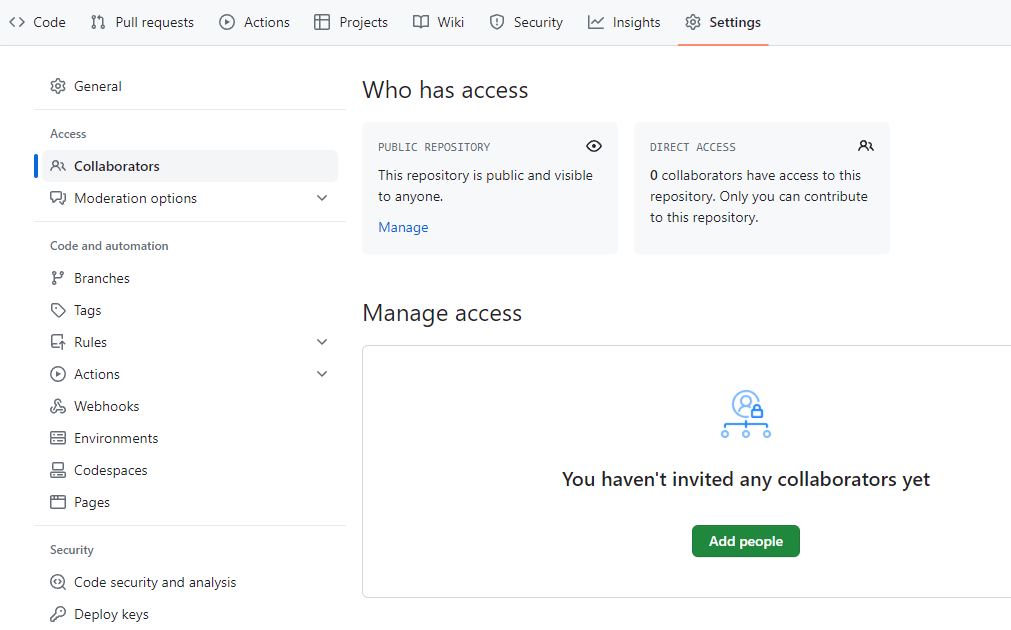 Code Pull requests Actions Projects Wiki Security Insights Settings
General
Access
Collaborators
Moderation options
Code and automation
Branches
Tags
Rules
Actions
Webhooks
Environments
Codespaces
Pages
Security
Code security and analysis
Deploy keys
Who has access
PUBLIC REPOSITORY
This repository is public and visible
to anyone.
Manage
DIRECT ACCESS
0 collaborators have access to this
repository. Only you can contribute
to this repository.
Manage access
You haven't invited any collaborators yet
Add people